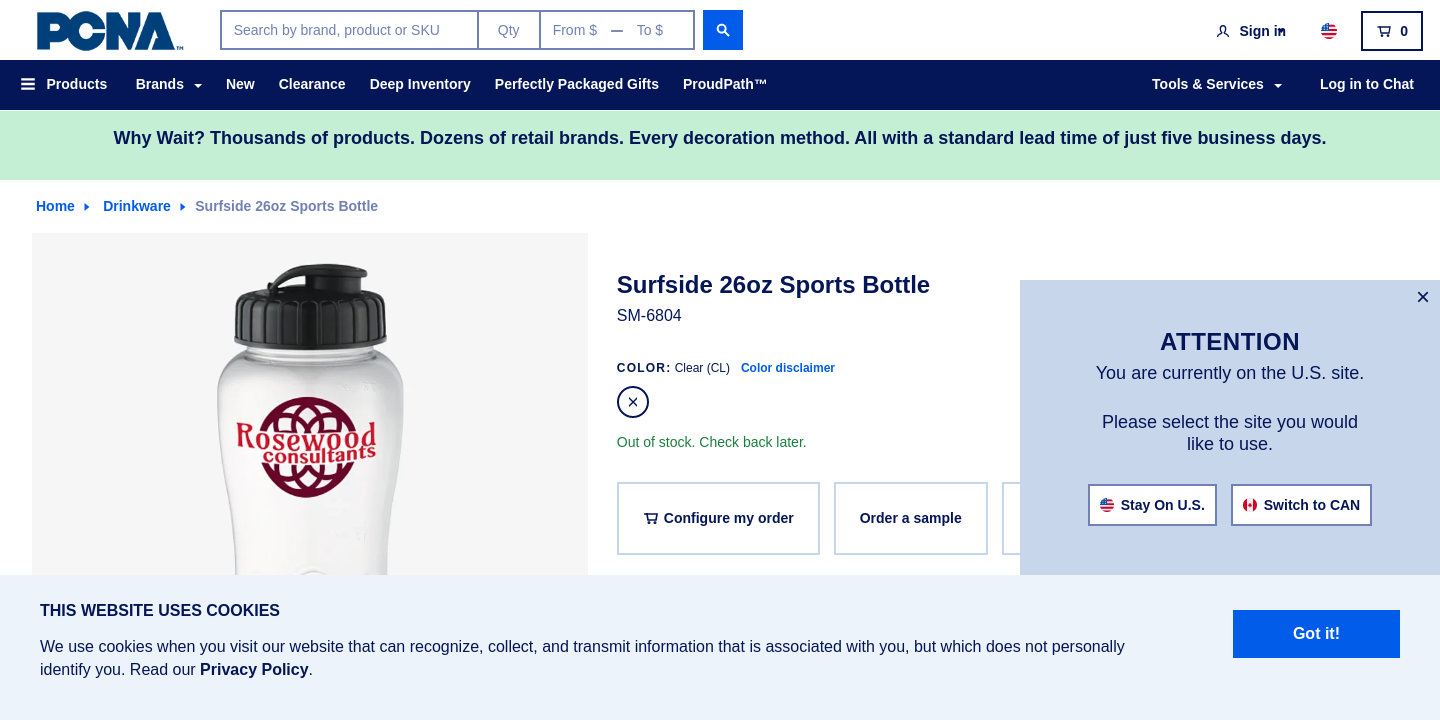 PCNA™
Search by brand, product or SKU
Qty
From $ — To $
Sign in
0
Products
Brands
New
Clearance
Deep Inventory
Perfectly Packaged Gifts
ProudPath™
Tools & Services
Log in to Chat
Why Wait? Thousands of products. Dozens of retail brands. Every decoration method. All with a standard lead time of just five business days.
Home
Drinkware
Surfside 26oz Sports Bottle
Rosewood
consultants
Surfside 26oz Sports Bottle
SM-6804
COLOR: Clear (CL) Color disclaimer
Out of stock. Check back later.
Configure my order
Order a sample
ATTENTION
You are currently on the U.S. site.
Please select the site you would
like to use.
Stay On U.S.
Switch to CAN
THIS WEBSITE USES COOKIES
We use cookies when you visit our website that can recognize, collect, and transmit information that is associated with you, but which does not personally
identify you. Read our Privacy Policy.
Got it!